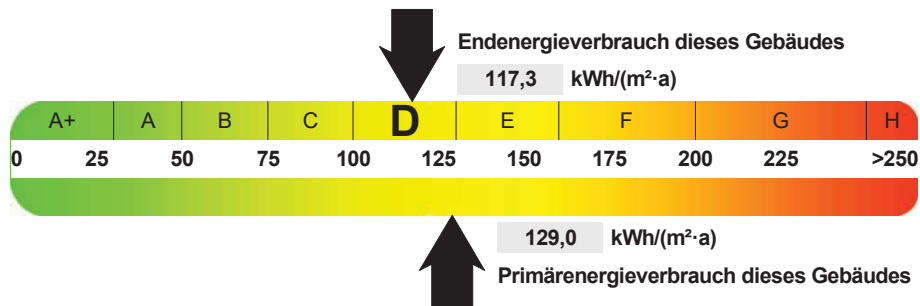 Endenergieverbrauch dieses Gebäudes
117,3 kWh/(m²·a)
A+ A B C D E F G H
0 25 50 75 100 125 150 175 200 225 >250
129,0 kWh/(m²·a)
Primärenergieverbrauch dieses Gebäudes